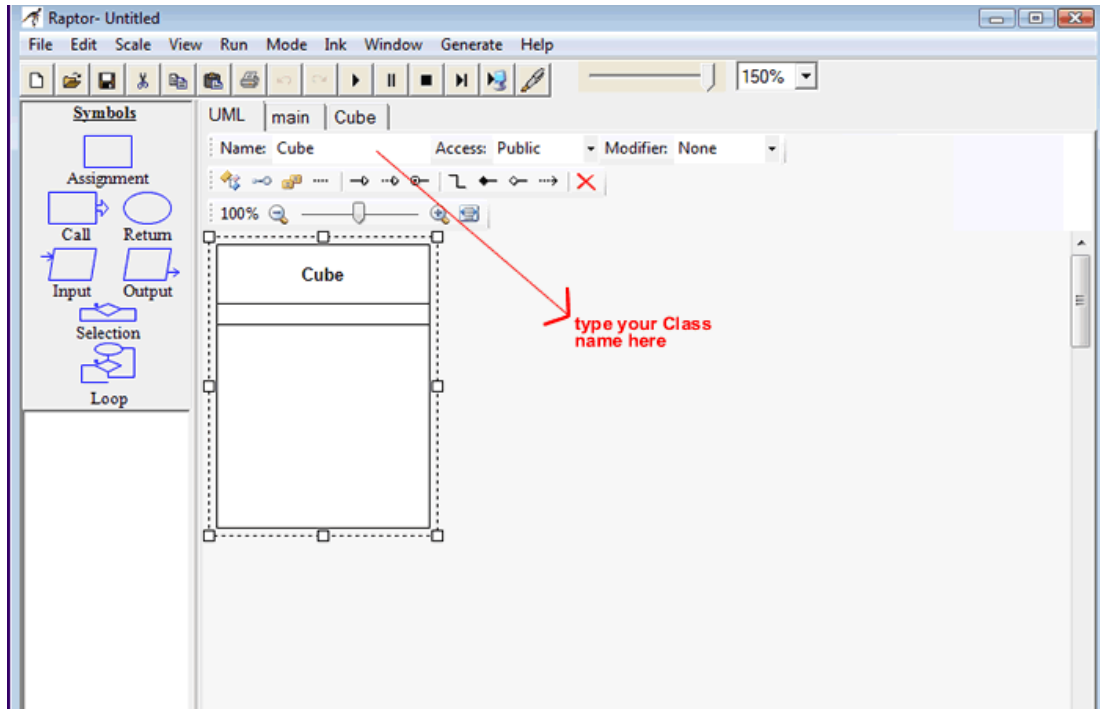 Raptor- Untitled
File Edit Scale View Run Mode Ink Window Generate Help
150%
Symbols
Assignment
Call Return
Input Output
Selection
Loop
UML main Cube
Name: Cube Access: Public Modifier: None
100%
Cube
type your Class
name here